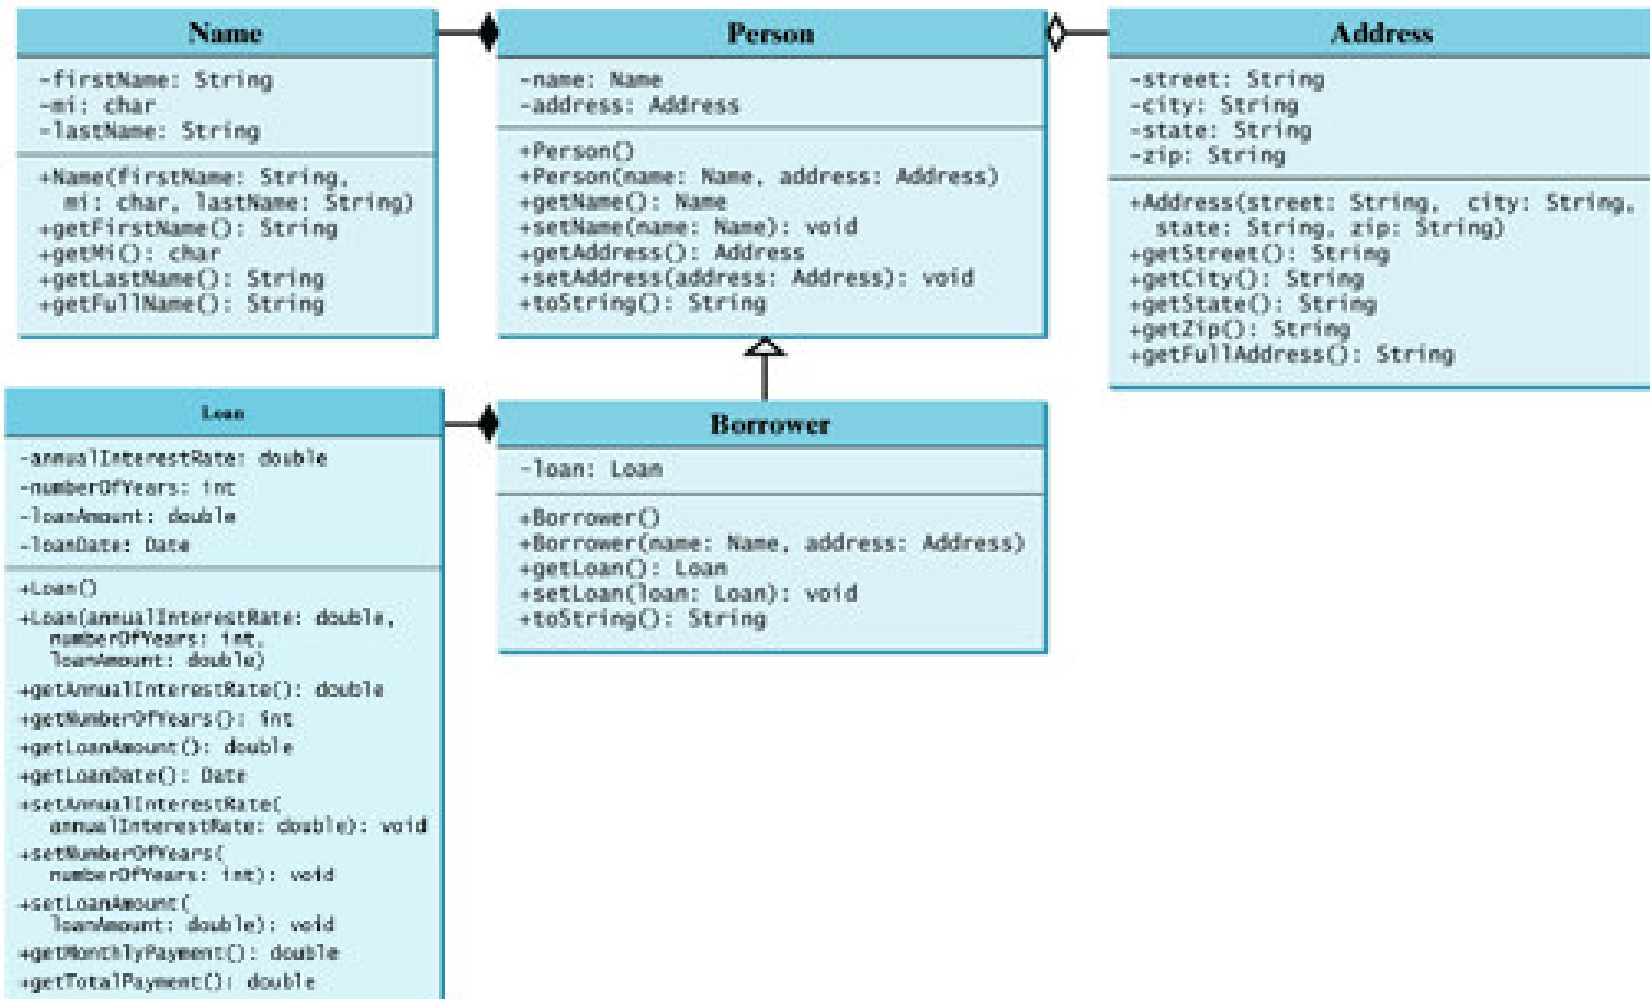 Name
-firstName: String
-mi: char
-lastName: String
+Name(firstName: String,
mi: char, lastName: String)
+getFirstName(): String
+getMi(): char
+getLastName(): String
+getFullName(): String
Person
-name: Name
-address: Address
+Person()
+Person(name: Name, address: Address)
+getName(): Name
+setName(name: Name): void
+getAddress(): Address
+setAddress(address: Address): void
+toString(): String
Address
-street: String
-city: String
-state: String
-zip: String
+Address(street: String, city: String,
state: String, zip: String)
+getStreet(): String
+getCity(): String
+getState(): String
+getZip(): String
+getFullAddress(): String
Loan
-annualInterestRate: double
-numberOfYears: int
-loanAmount: double
-loanDate: Date
+Loan()
+Loan(annualInterestRate: double,
numberOfYears: int,
loanAmount: double)
+getAnnualInterestRate(): double
+getNumberOfYears(): int
+getLoanAmount(): double
+getLoanDate(): Date
+setAnnualInterestRate(
annualInterestRate: double): void
+setNumberOfYears(
numberOfYears: int): void
+setLoanAmount(
loanAmount: double): void
+getMonthlyPayment(): double
+getTotalPayment(): double
Borrower
-loan: Loan
+Borrower()
+Borrower(name: Name, address: Address)
+getLoan(): Loan
+setLoan(loan: Loan): void
+toString(): String